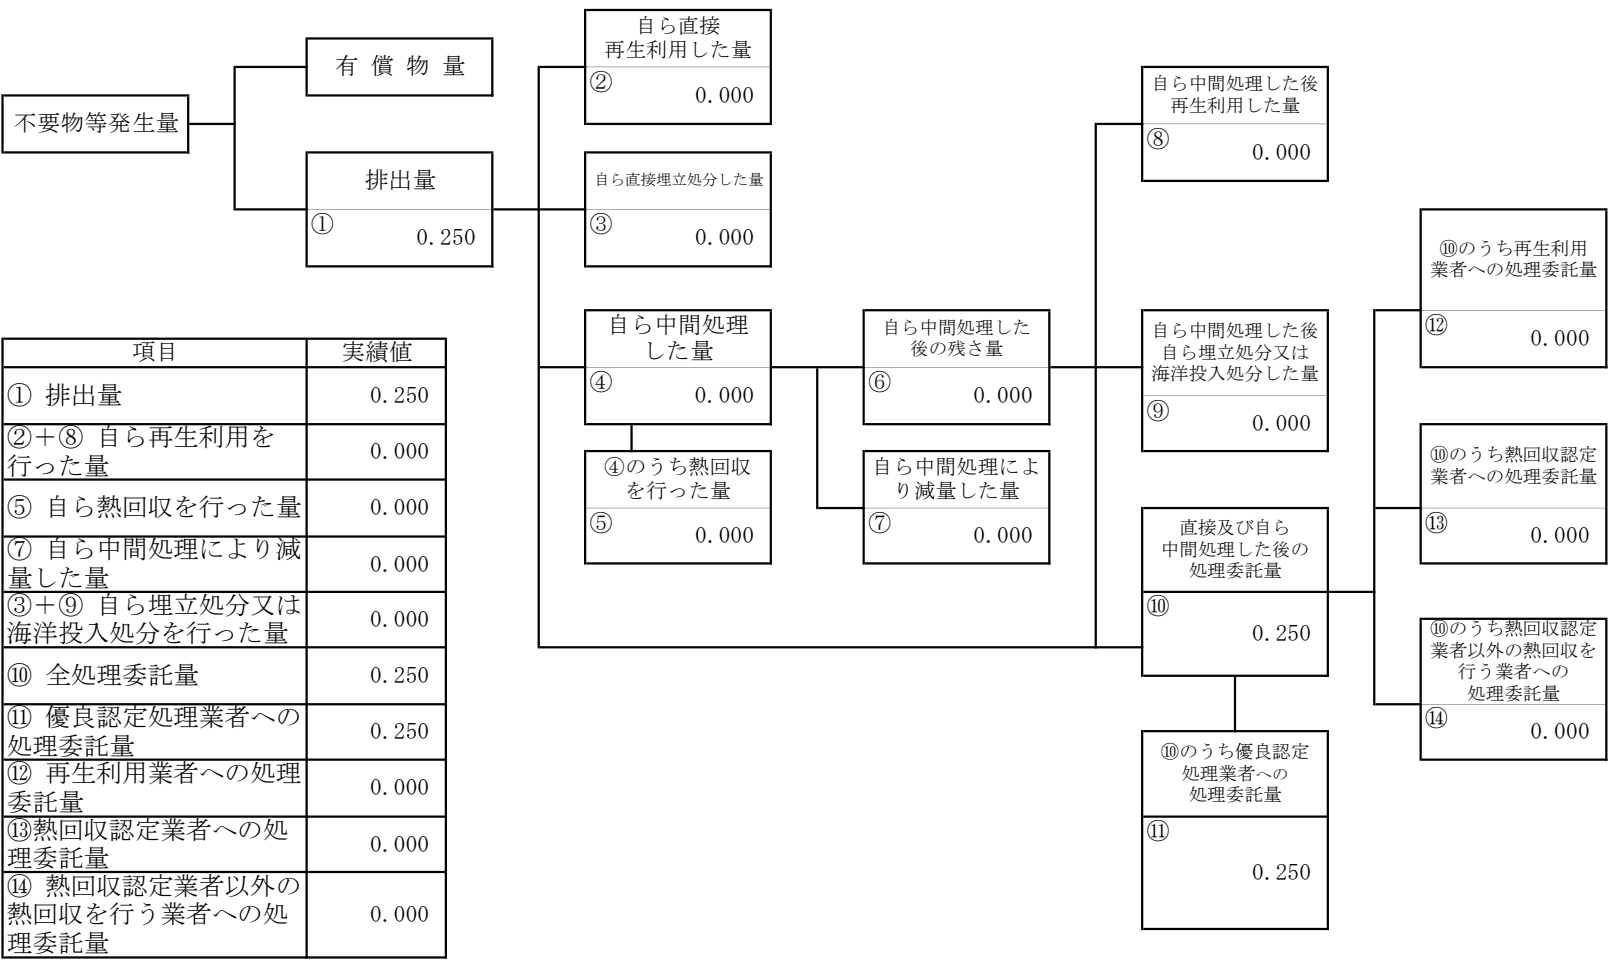 不要物等発生量
有 償 物 量
排出量
①
0.250
自ら直接
再生利用した量
②
0.000
自ら直接埋立処分した量
③
0.000
自ら中間処理
した量
④
0.000
④のうち熱回収
を行った量
⑤
0.000
自ら中間処理した
後の残さ量
⑥
0.000
自ら中間処理によ
り減量した量
⑦
0.000
自ら中間処理した後
再生利用した量
⑧
0.000
自ら中間処理した後
自ら埋立処分又は
海洋投入処分した量
⑨
0.000
直接及び自ら
中間処理した後の
処理委託量
⑩
0.250
⑩のうち優良認定
処理業者への
処理委託量
⑪
0.250
⑩のうち再生利用
業者への処理委託量
⑫
0.000
⑩のうち熱回収認定
業者への処理委託量
⑬
0.000
⑩のうち熱回収認定
業者以外の熱回収を
行う業者への
処理委託量
⑭
0.000
項目 実績値
① 排出量 0.250
②＋⑧ 自ら再生利用を
行った量 0.000
⑤ 自ら熱回収を行った量 0.000
⑦ 自ら中間処理により減
量した量 0.000
③＋⑨ 自ら埋立処分又は
海洋投入処分を行った量 0.000
⑩ 全処理委託量 0.250
⑪ 優良認定処理業者への
処理委託量 0.250
⑫ 再生利用業者への処理
委託量 0.000
⑬熱回収認定業者への処
理委託量 0.000
⑭ 熱回収認定業者以外の
熱回収を行う業者への処
理委託量 0.000